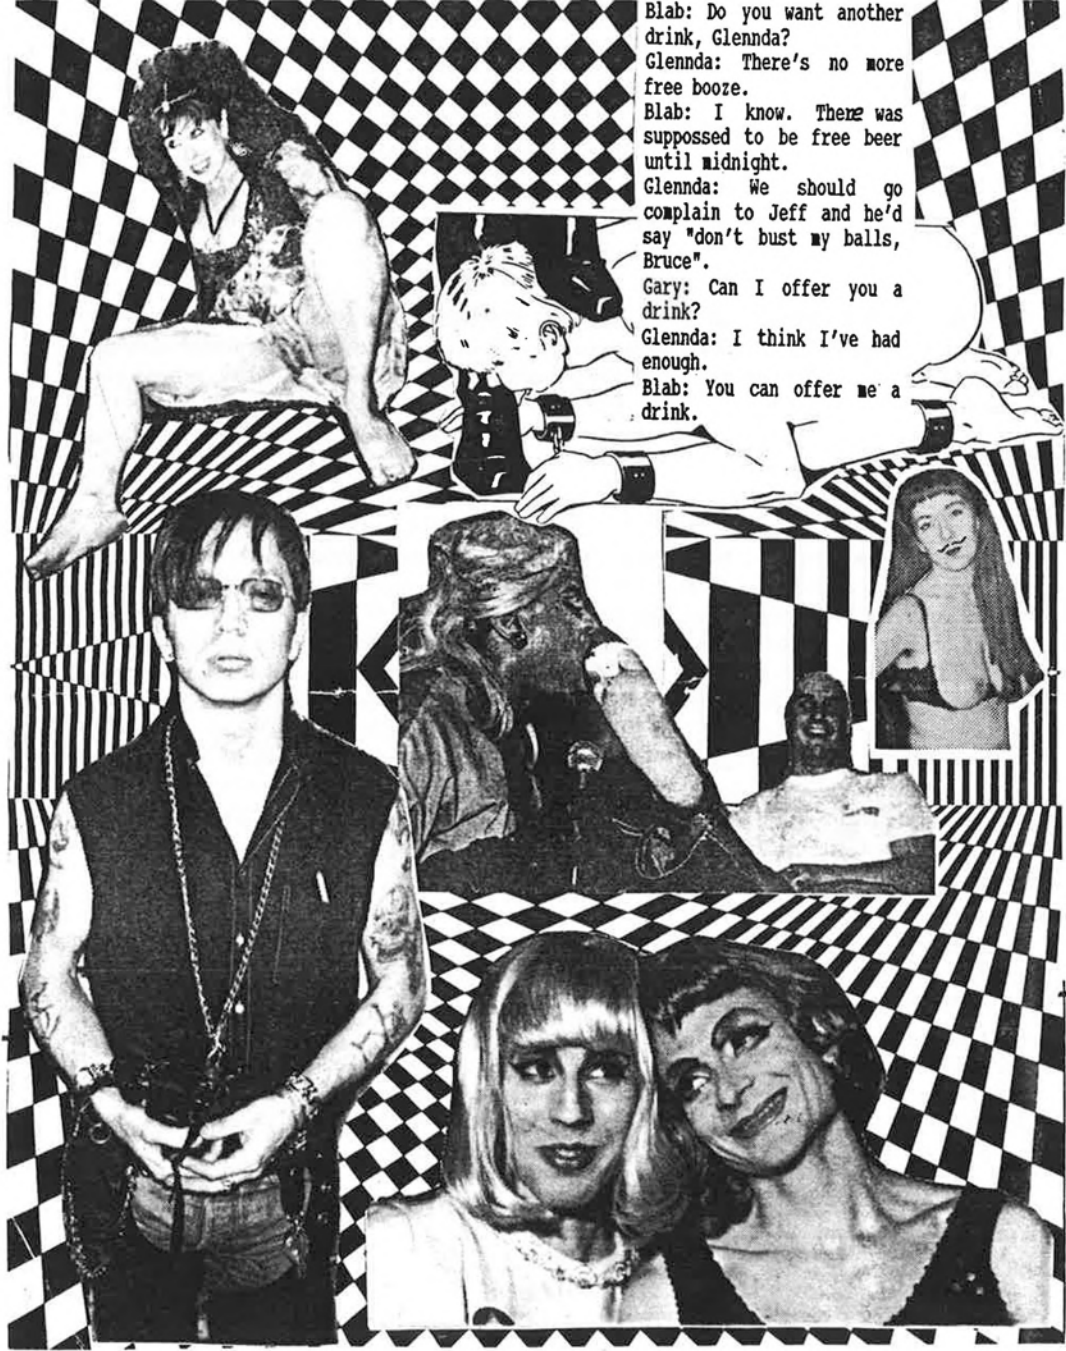 Blab: Do you want another
drink, Glennda?
Glennda: There's no more
free booze.
Blab: I know. There was
suppossed to be free beer
until midnight.
Glennda: We should go
complain to Jeff and he'd
say "don't bust my balls,
Bruce".
Gary: Can I offer you a
drink?
Glennda: I think I've had
enough.
Blab: You can offer me a
drink.